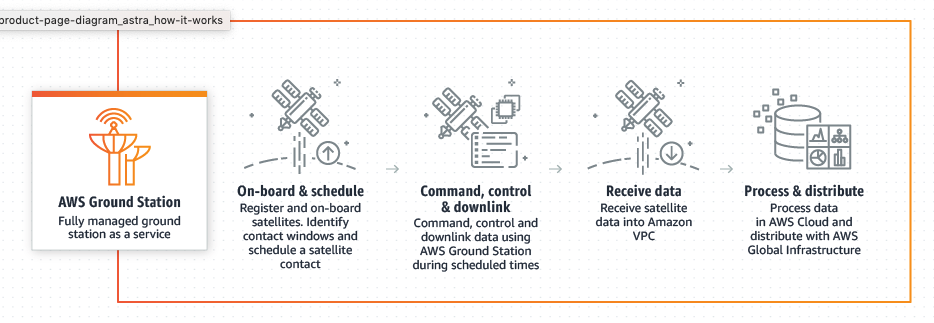 product-page-diagram_astra_how-it-works
AWS Ground Station
Fully managed ground
station as a service
On-board & schedule
Register and on-board
satellites. Identify
contact windows and
schedule a satellite
contact
Command, control
& downlink
Command, control and
downlink data using
AWS Ground Station
during scheduled times
Receive data
Receive satellite
data into Amazon
VPC
Process & distribute
Process data
in AWS Cloud and
distribute with AWS
Global Infrastructure